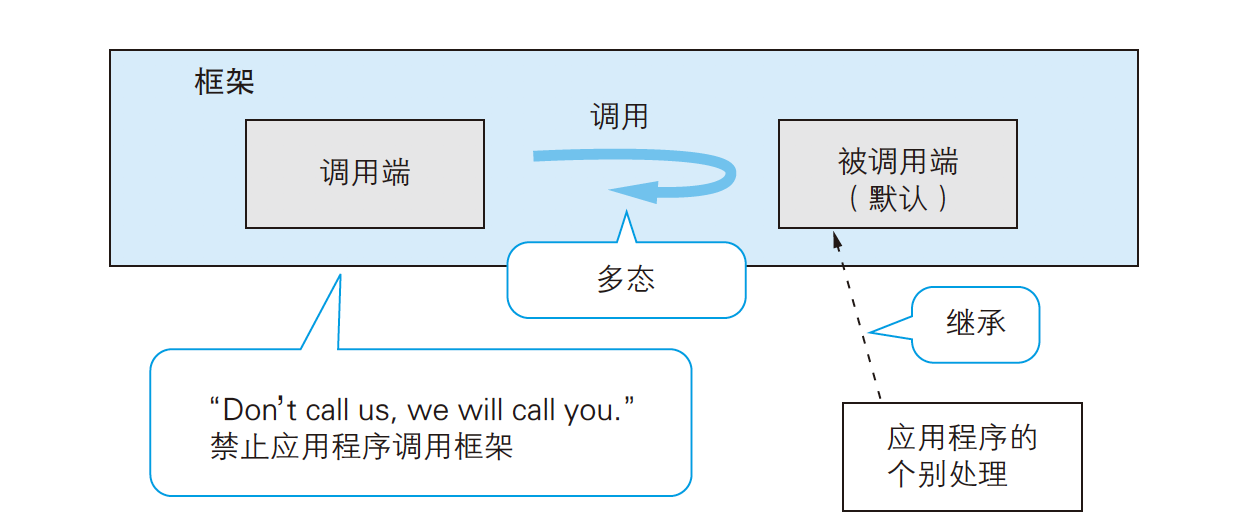 框架
调用
调用端
被调用端
（默认）
多态
继承
“Don’t call us, we will call you.”
禁止应用程序调用框架
应用程序的
个别处理